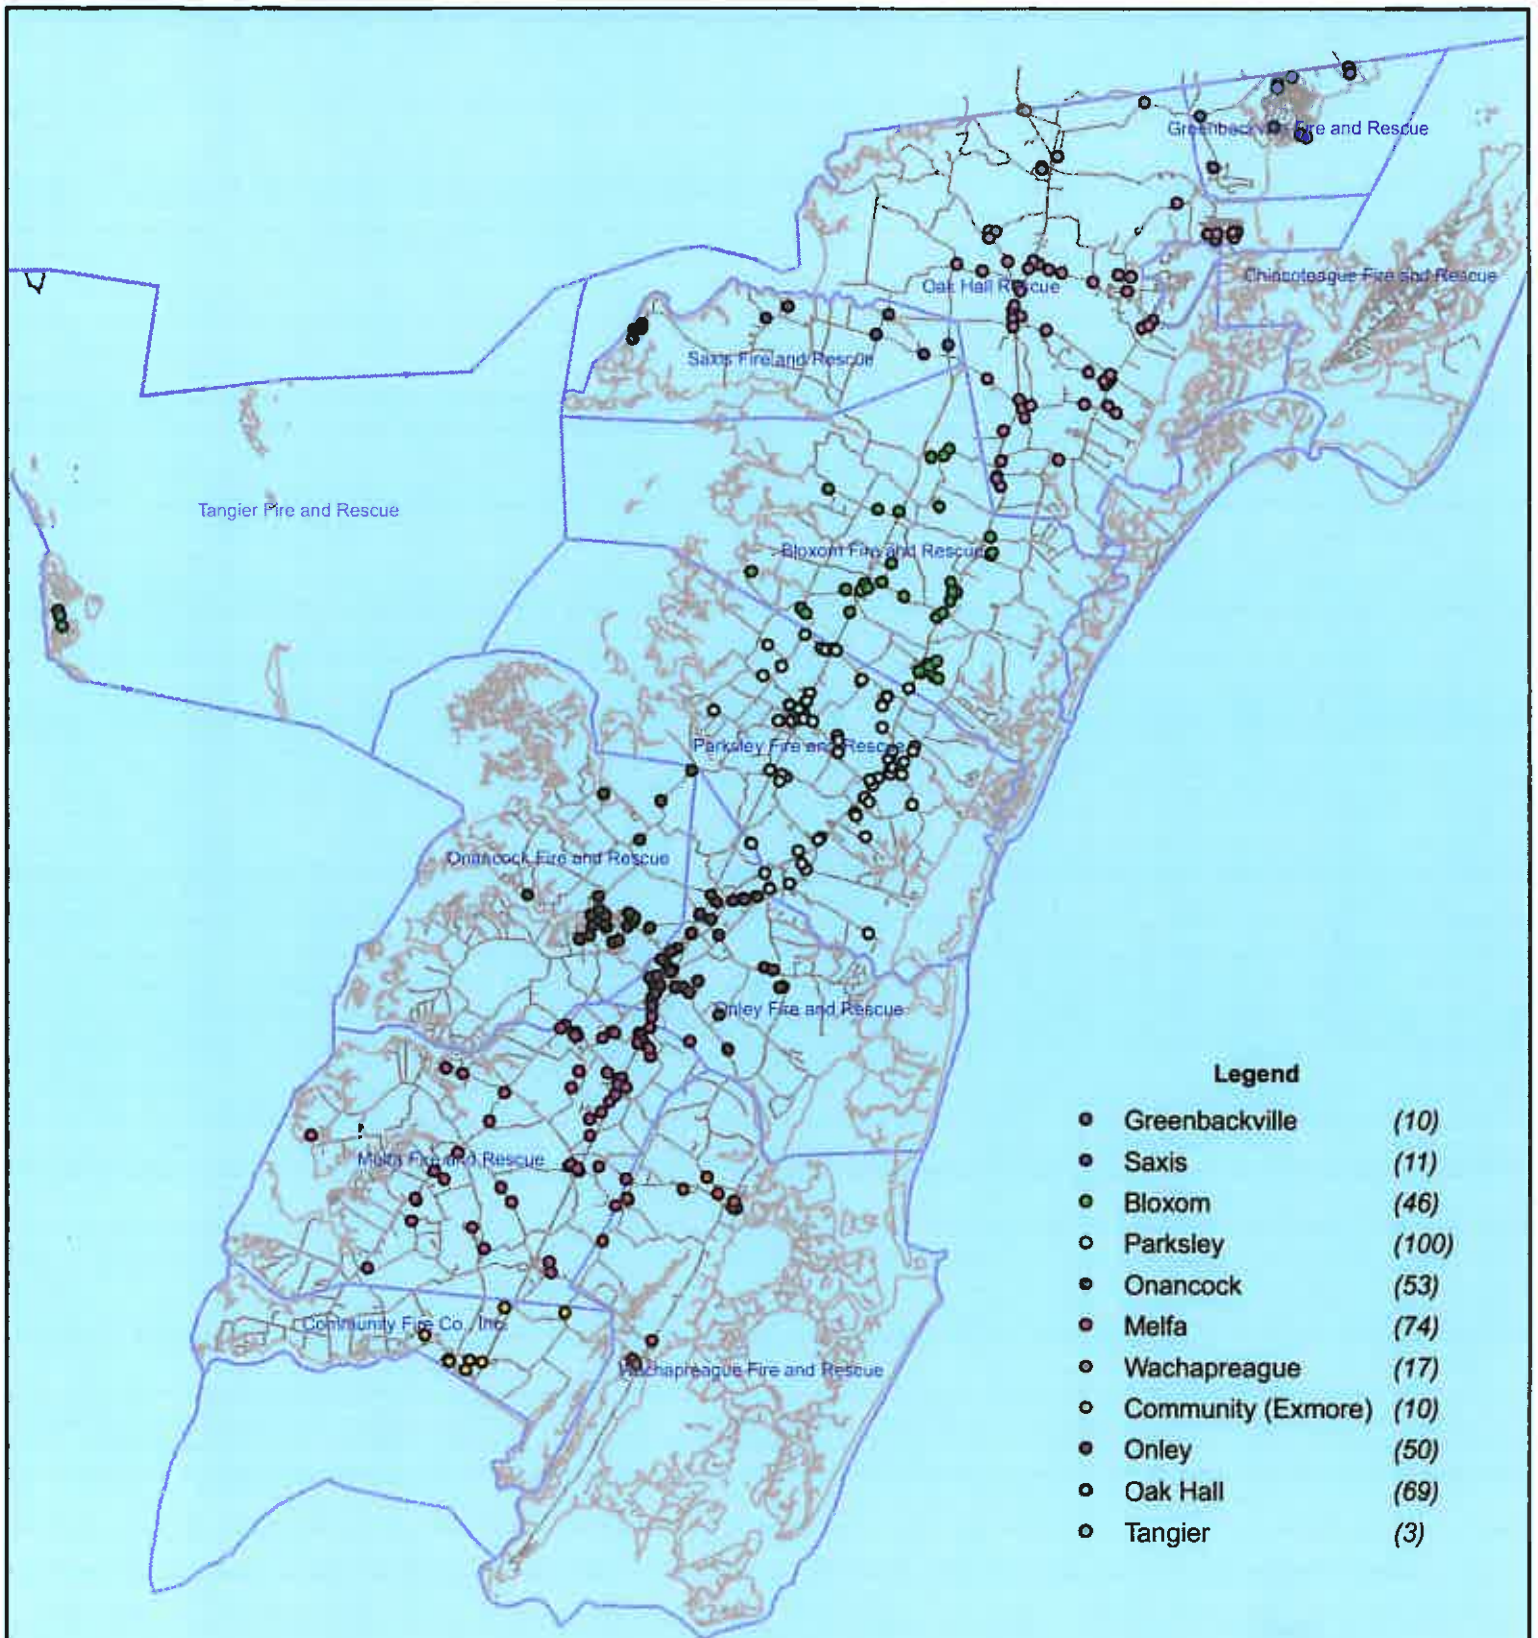 Greenbackville Fire and Rescue
Chincoteague Fire and Rescue
Oak Hall Rescue
Saxis Fire and Rescue
Tangier Fire and Rescue
Bloxom Fire and Rescue
Parksley Fire and Rescue
Onancock Fire and Rescue
Onley Fire and Rescue
Melfa Fire and Rescue
Community Fire Co., Inc.
Wachapreague Fire and Rescue
Legend
Greenbackville (10)
Saxis (11)
Bloxom (46)
Parksley (100)
Onancock (53)
Melfa (74)
Wachapreague (17)
Community (Exmore) (10)
Onley (50)
Oak Hall (69)
Tangier (3)